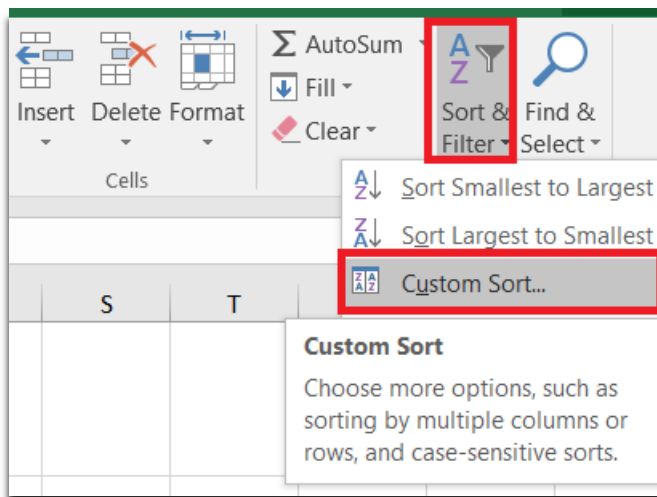 AutoSum
Fill
Clear
Insert Delete Format
Cells
Sort &
Filter
Find &
Select
Sort Smallest to Largest
Sort Largest to Smallest
Custom Sort...
S T
Custom Sort
Choose more options, such as
sorting by multiple columns or
rows, and case-sensitive sorts.